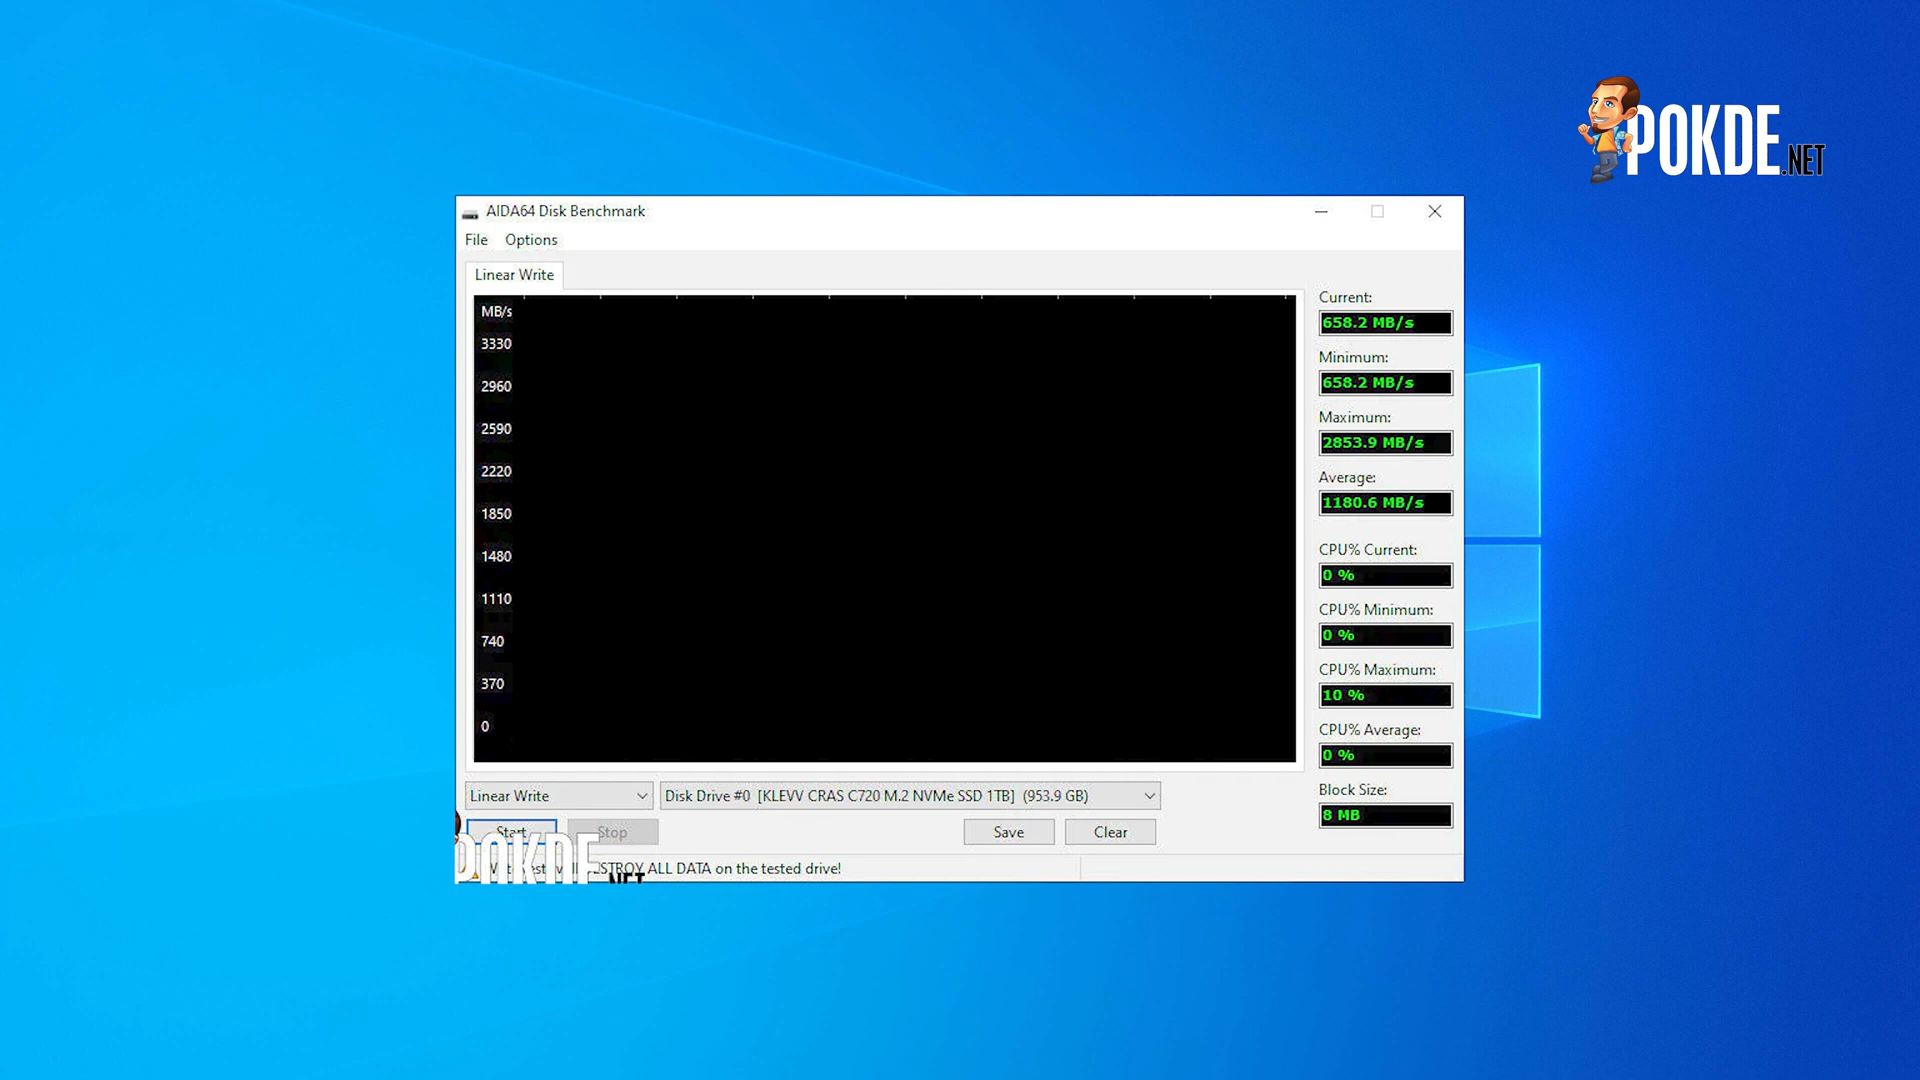 POKDE.NET
AIDA64 Disk Benchmark
File Options
Linear Write
MB/s
3330
2960
2590
2220
1850
1480
1110
740
370
0
Current:
658.2 MB/s
Minimum:
658.2 MB/s
Maximum:
2853.9 MB/s
Average:
1180.6 MB/s
CPU% Current:
0 %
CPU% Minimum:
0 %
CPU% Maximum:
10 %
CPU% Average:
0 %
Block Size:
8 MB
Linear Write Disk Drive #0 [KLEVV CRAS C720 M.2 NVMe SSD 1TB] (953.9 GB)
Start Stop Save Clear
ALL DATA on the tested drive!
POKDE.NET